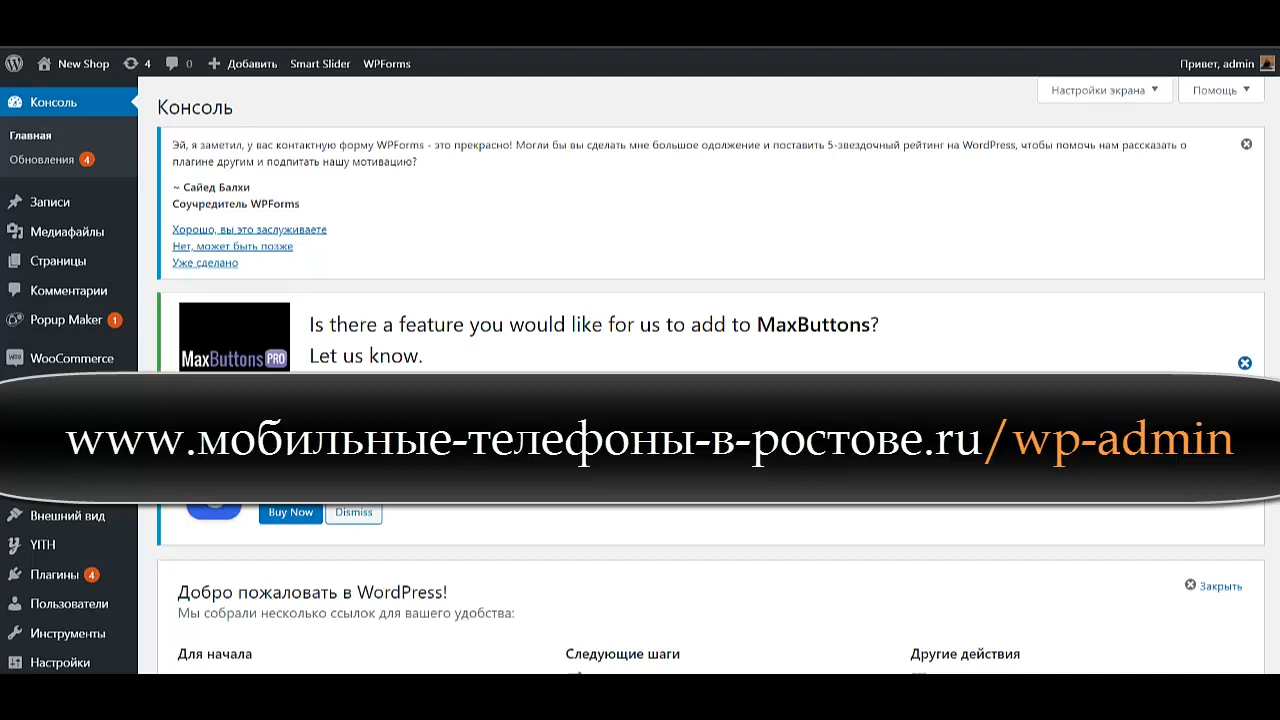 New Shop 4 0 Добавить Smart Slider WPForms Привет, admin
Консоль
Главная
Обновления 4
Записи
Медиафайлы
Страницы
Комментарии
Popup Maker 1
WooCommerce
Внешний вид
YITH
Плагины 4
Пользователи
Инструменты
Настройки
Настройки экрана Помощь
Консоль
Эй, я заметил, у вас контактную форму WPForms - это прекрасно! Могли бы вы сделать мне большое одолжение и поставить 5-звездочный рейтинг на WordPress, чтобы помочь нам рассказать о
плагине другим и подпитать нашу мотивацию?
~ Сайед Балхи
Соучредитель WPForms
Хорошо, вы это заслуживаете
Нет, может быть позже
Уже сделано
MaxButtons PRO
Is there a feature you would like for us to add to MaxButtons?
Let us know.
www.мобильные-телефоны-в-ростове.ru/wp-admin
Buy Now Dismiss
Добро пожаловать в WordPress!
Закрыть
Мы собрали несколько ссылок для вашего удобства:
Для начала Следующие шаги Другие действия